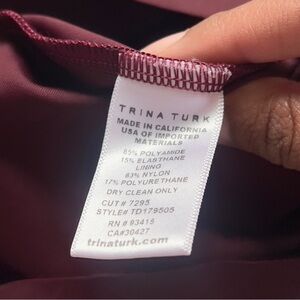 TRINA TURK
MADE IN CALIFORNIA
USA OF IMPORTED
MATERIALS
85% POLYAMIDE
15% ELASTHANE
LINING
83% NYLON
17% POLYURETHANE
DRY CLEAN ONLY
CUT# 7295
STYLE# TD179505
RN # 93415
CA#30427
trinaturk.com